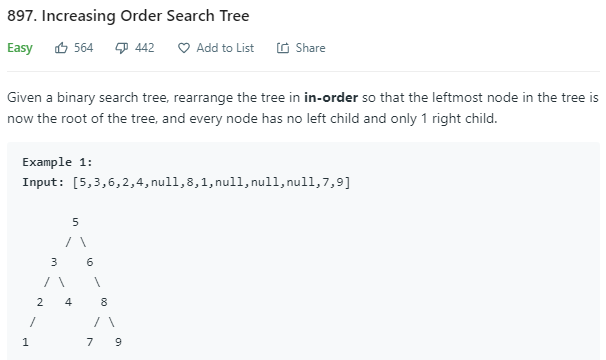 897. Increasing Order Search Tree
Easy 564 442 Add to List Share
Given a binary search tree, rearrange the tree in in-order so that the leftmost node in the tree is
now the root of the tree, and every node has no left child and only 1 right child.
Example 1:
Input: [5,3,6,2,4,null,8,1,null,null,null,7,9]
5
/ \
3 6
/ \ \
2 4 8
/ / \
1 7 9